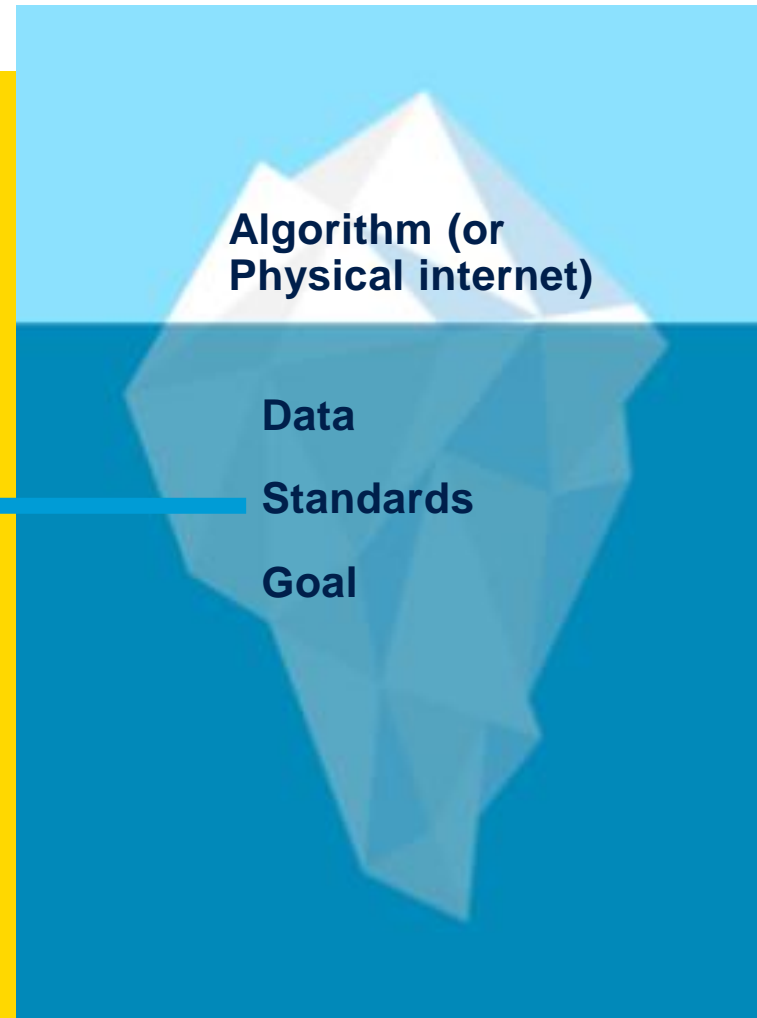 Algorithm (or
Physical internet)
Data
Standards
Goal